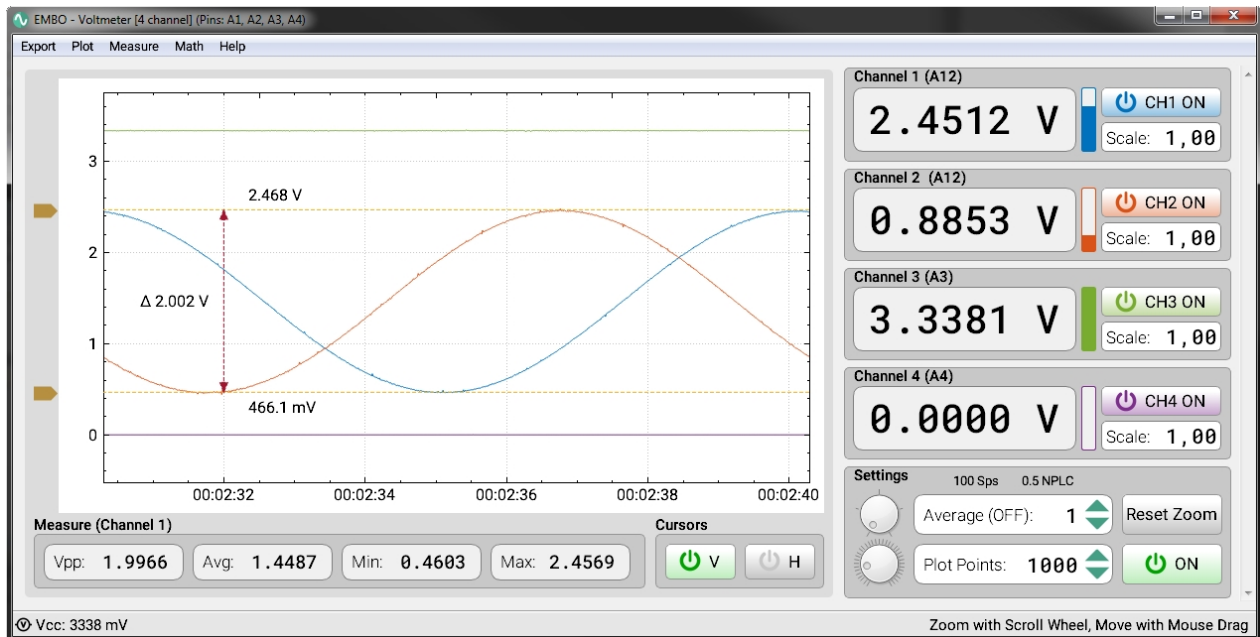 EMBO - Voltmeter [4 channel] (Pins: A1, A2, A3, A4)
Export Plot Measure Math Help
3
2
1
0
2.468 V
Δ 2.002 V
466.1 mV
00:02:32 00:02:34 00:02:36 00:02:38 00:02:40
Measure (Channel 1)
Vpp: 1.9966 Avg: 1.4487 Min: 0.4603 Max: 2.4569
Cursors
V H
Channel 1 (A12)
2.4512 V
CH1 ON
Scale: 1,00
Channel 2 (A12)
0.8853 V
CH2 ON
Scale: 1,00
Channel 3 (A3)
3.3381 V
CH3 ON
Scale: 1,00
Channel 4 (A4)
0.0000 V
CH4 ON
Scale: 1,00
Settings
100 Sps 0.5 NPLC
Average (OFF): 1 Reset Zoom
Plot Points: 1000 ON
V Vcc: 3338 mV
Zoom with Scroll Wheel, Move with Mouse Drag